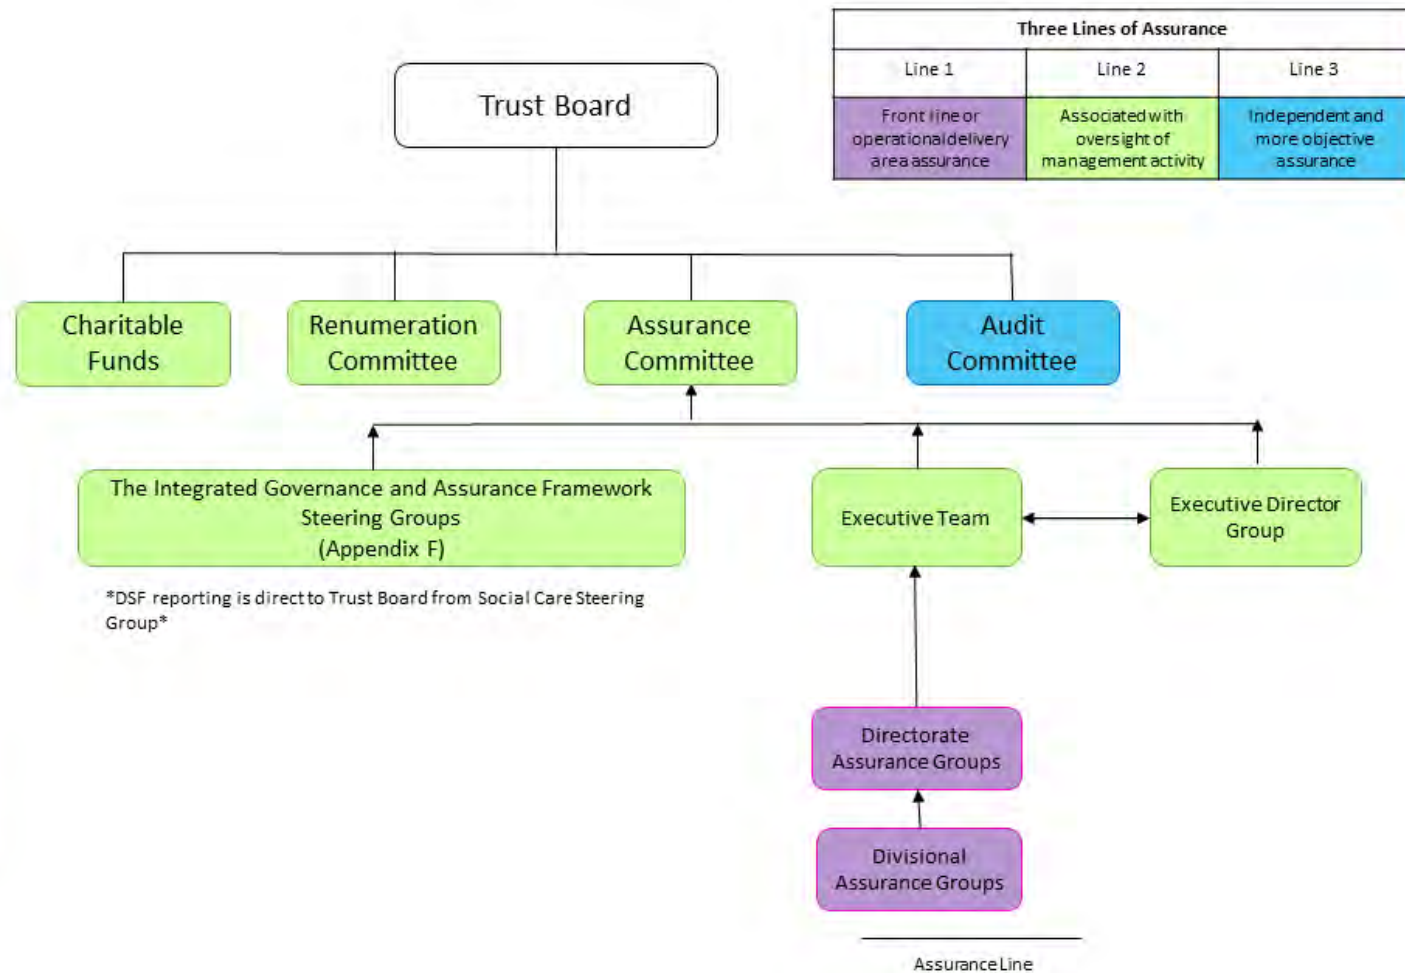 Three Lines of Assurance
Line 1
Line 2
Line 3
Front line or
operational delivery
area assurance
Associated with
oversight of
management activity
Independent and
more objective
assurance
Trust Board
Charitable
Funds
Renumeration
Committee
Assurance
Committee
Audit
Committee
The Integrated Governance and Assurance Framework
Steering Groups
(Appendix F)
Executive Team
Executive Director
Group
*DSF reporting is direct to Trust Board from Social Care Steering
Group*
Directorate
Assurance Groups
Divisional
Assurance Groups
Assurance Line